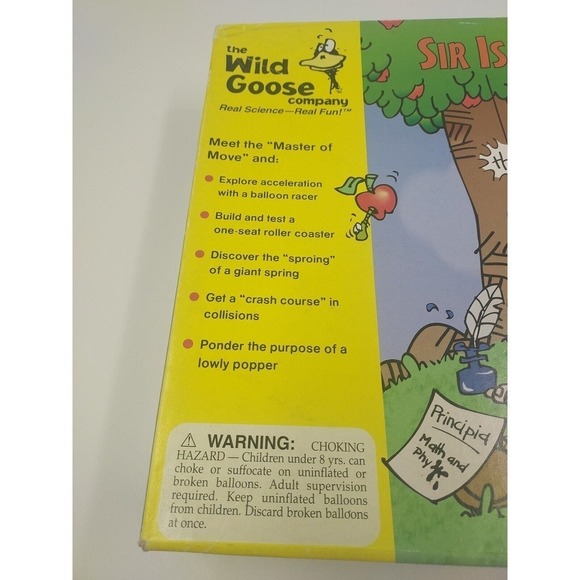 the
Wild
Goose
company
Real Science—Real Fun!™
Meet the "Master of
Move" and:
• Explore acceleration
with a balloon racer
• Build and test a
one-seat roller coaster
• Discover the "sproing"
of a giant spring
• Get a "crash course" in
collisions
• Ponder the purpose of a
lowly popper
⚠ WARNING: CHOKING
HAZARD — Children under 8 yrs. can
choke or suffocate on uninflated or
broken balloons. Adult supervision
required. Keep uninflated balloons
from children. Discard broken balloons
at once.
SIR IS
Principia
Math and
Phy